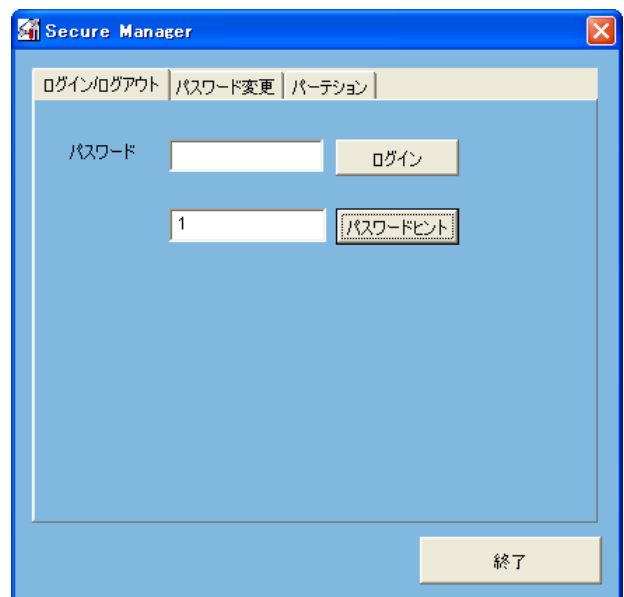 Secure Manager
ログイン/ログアウト パスワード変更 パーテション
パスワード ログイン
1 パスワードヒント
終了